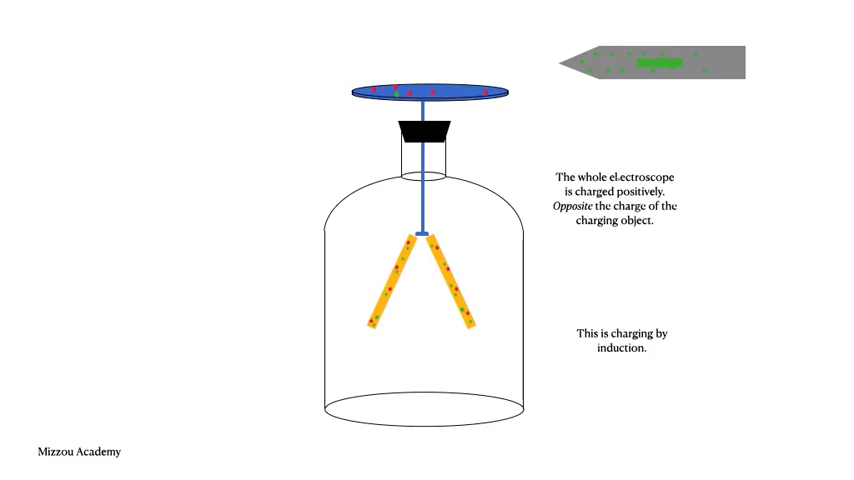 The whole electroscope
is charged positively.
Opposite the charge of the
charging object.
This is charging by
induction.
Mizzou Academy